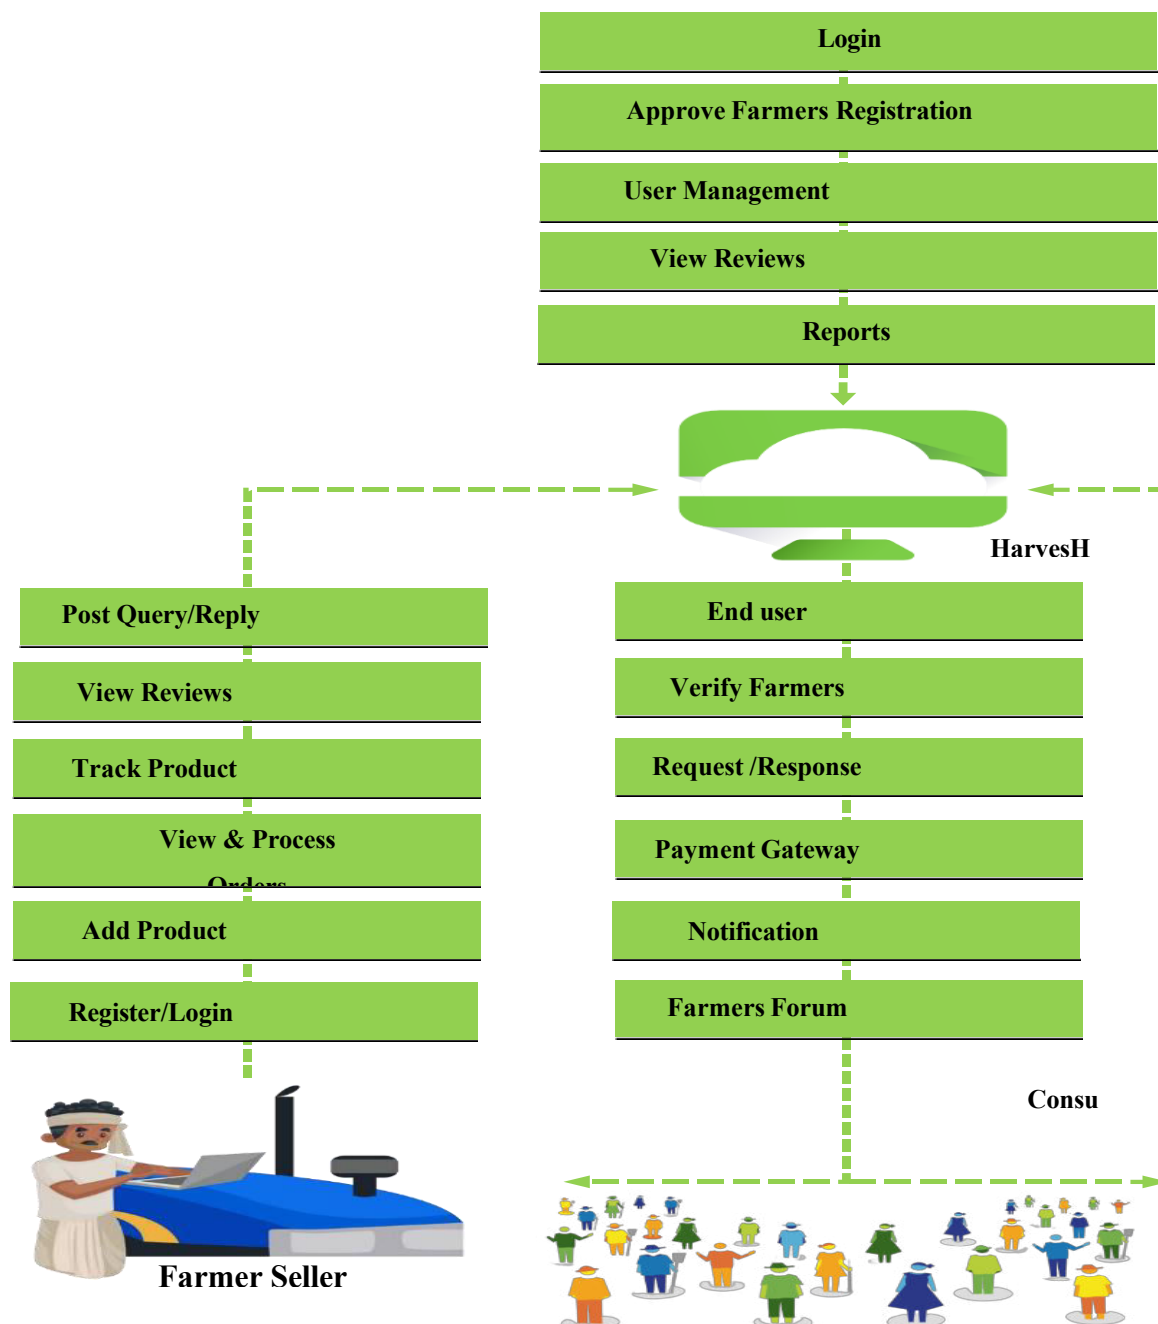 Login
Approve Farmers Registration
User Management
View Reviews
Reports
HarvesH
Post Query/Reply
View Reviews
Track Product
View & Process
Orders
Add Product
Register/Login
Farmer Seller
End user
Verify Farmers
Request /Response
Payment Gateway
Notification
Farmers Forum
Consu